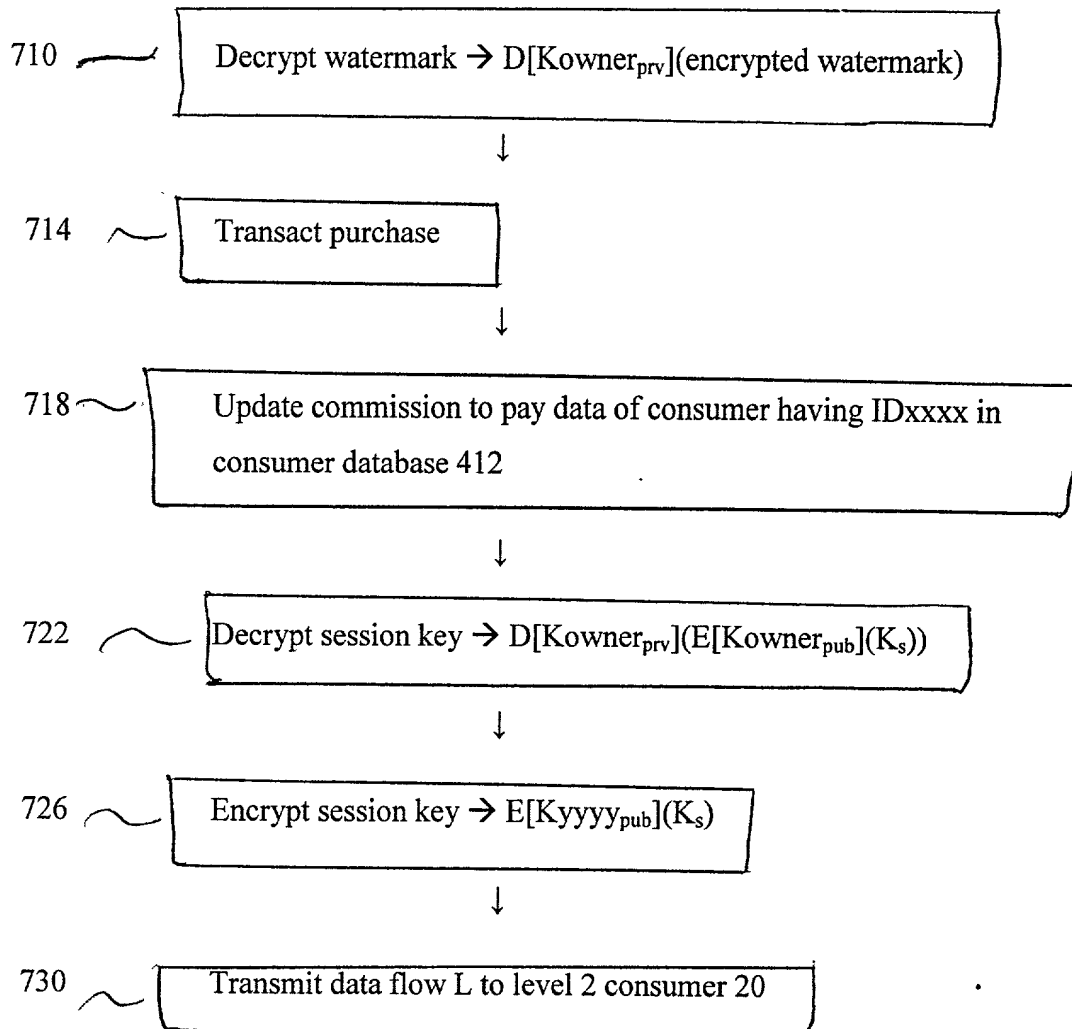 710 Decrypt watermark → D[Kowner_prv](encrypted watermark)
↓
714 Transact purchase
↓
718 Update commission to pay data of consumer having IDxxxx in
consumer database 412
↓
722 Decrypt session key → D[Kowner_prv](E[Kowner_pub](K_s))
↓
726 Encrypt session key → E[Kyyyy_pub](K_s)
↓
730 Transmit data flow L to level 2 consumer 20